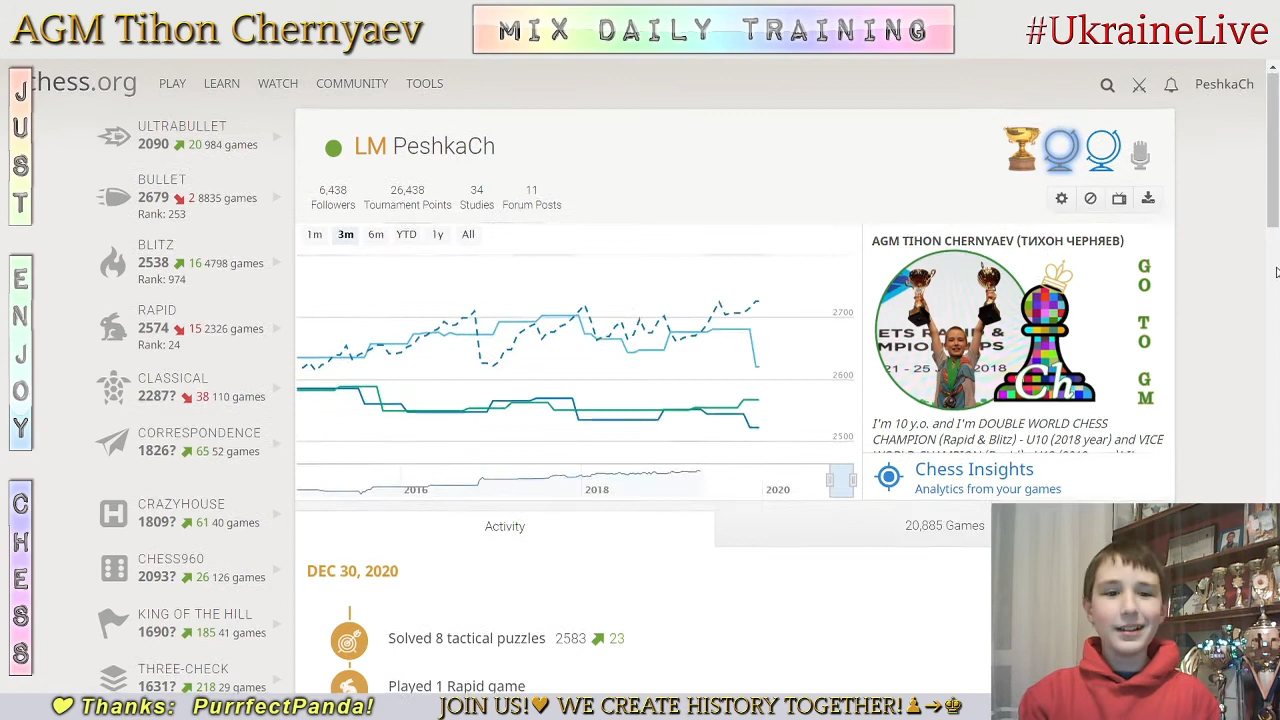 AGM Tihon Chernyaev
MIX DAILY TRAINING
#UkraineLive
JUST
ENJOY
CHESS
chess.org
PLAY LEARN WATCH COMMUNITY TOOLS
PeshkaCh
ULTRABULLET
2090 20 984 games
BULLET
2679 2 8835 games
Rank: 253
BLITZ
2538 16 4798 games
Rank: 974
RAPID
2574 15 2326 games
Rank: 24
CLASSICAL
2287? 38 110 games
CORRESPONDENCE
1826? 65 52 games
CRAZYHOUSE
1809? 61 40 games
CHESS960
2093? 26 126 games
KING OF THE HILL
1690? 185 41 games
THREE-CHECK
1631? 218 29 games
LM PeshkaCh
6,438 26,438 34 11
Followers Tournament Points Studies Forum Posts
1m 3m 6m YTD 1y All
2700
2600
2500
2016 2018 2020
AGM TIHON CHERNYAEV (ТИХОН ЧЕРНЯЕВ)
ETS RAPID &
MPIONSHIPS
21 - 25 2018
Ch
GO
TO
GM
I'm 10 y.o. and I'm DOUBLE WORLD CHESS
CHAMPION (Rapid & Blitz) - U10 (2018 year) and VICE
Chess Insights
Analytics from your games
Activity
20,885 Games
DEC 30, 2020
Solved 8 tactical puzzles 2583 23
Played 1 Rapid game
Thanks: PurrfectPanda!
JOIN US! WE CREATE HISTORY TOGETHER!